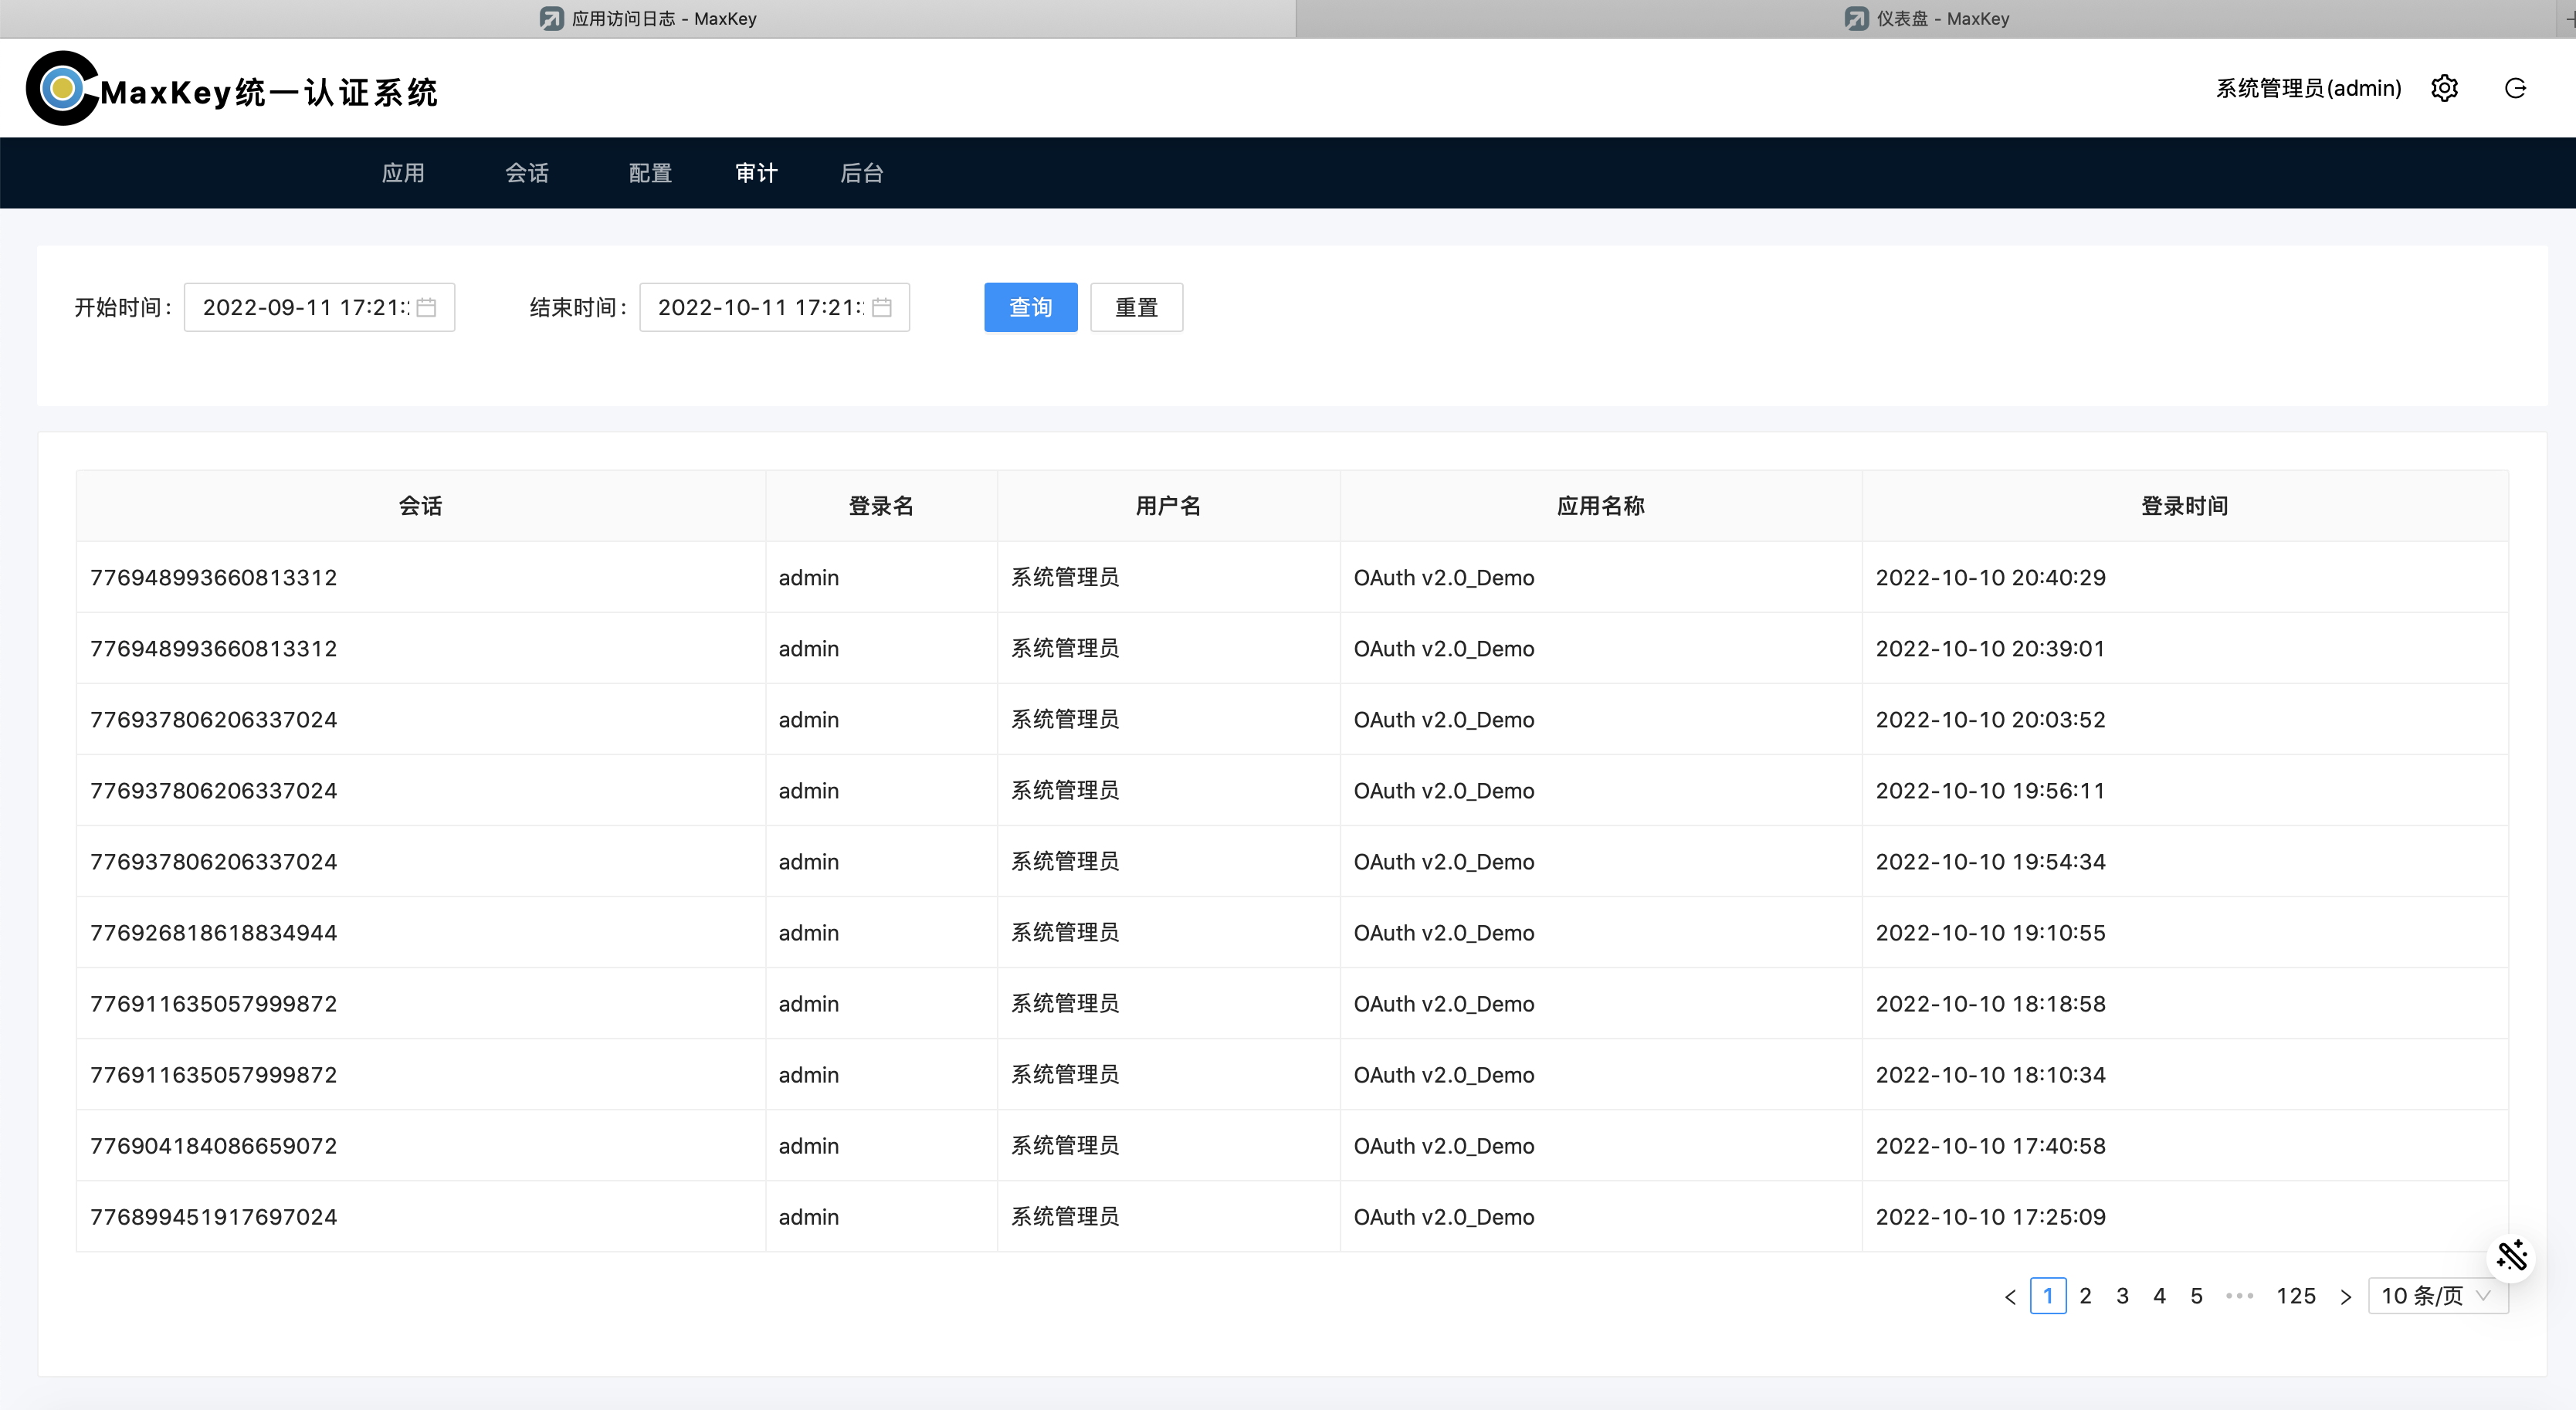 应用访问日志 - MaxKey 仪表盘 - MaxKey
MaxKey统一认证系统 系统管理员(admin)
应用 会话 配置 审计 后台
开始时间: 2022-09-11 17:21: 结束时间: 2022-10-11 17:21: 查询 重置
会话 登录名 用户名 应用名称 登录时间
776948993660813312 admin 系统管理员 OAuth v2.0_Demo 2022-10-10 20:40:29
776948993660813312 admin 系统管理员 OAuth v2.0_Demo 2022-10-10 20:39:01
776937806206337024 admin 系统管理员 OAuth v2.0_Demo 2022-10-10 20:03:52
776937806206337024 admin 系统管理员 OAuth v2.0_Demo 2022-10-10 19:56:11
776937806206337024 admin 系统管理员 OAuth v2.0_Demo 2022-10-10 19:54:34
776926818618834944 admin 系统管理员 OAuth v2.0_Demo 2022-10-10 19:10:55
776911635057999872 admin 系统管理员 OAuth v2.0_Demo 2022-10-10 18:18:58
776911635057999872 admin 系统管理员 OAuth v2.0_Demo 2022-10-10 18:10:34
776904184086659072 admin 系统管理员 OAuth v2.0_Demo 2022-10-10 17:40:58
776899451917697024 admin 系统管理员 OAuth v2.0_Demo 2022-10-10 17:25:09
< 1 2 3 4 5 ••• 125 > 10 条/页